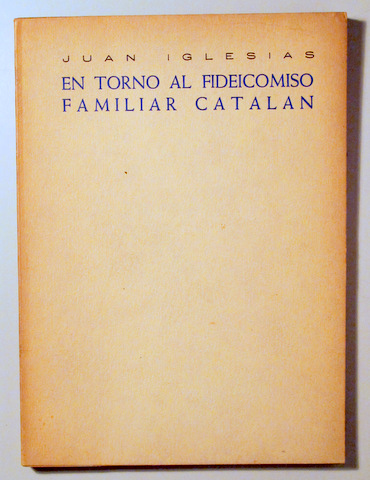 JUAN IGLESIAS
EN TORNO AL FIDEICOMISO
FAMILIAR CATALAN